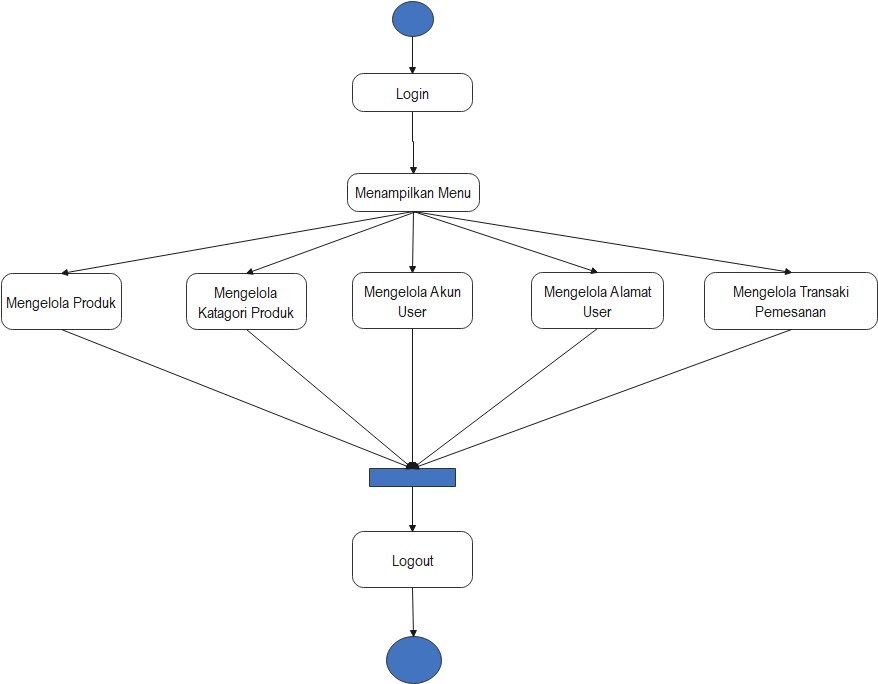 Login
Menampilkan Menu
Mengelola Produk
Mengelola
Katagori Produk
Mengelola Akun
User
Mengelola Alamat
User
Mengelola Transaki
Pemesanan
Logout